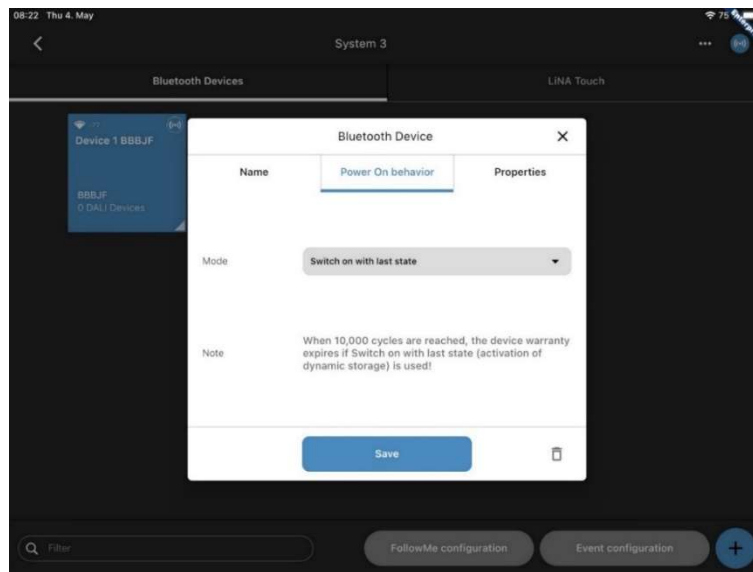 08:22 Thu 4. May
75
System 3
Bluetooth Devices
LiNA Touch
-77
Device 1 BBBJF
BBBJF
0 DALI Devices
Bluetooth Device
Name
Power On behavior
Properties
Mode
Switch on with last state
Note
When 10,000 cycles are reached, the device warranty
expires if Switch on with last state (activation of
dynamic storage) is used!
Save
Filter
FollowMe configuration
Event configuration